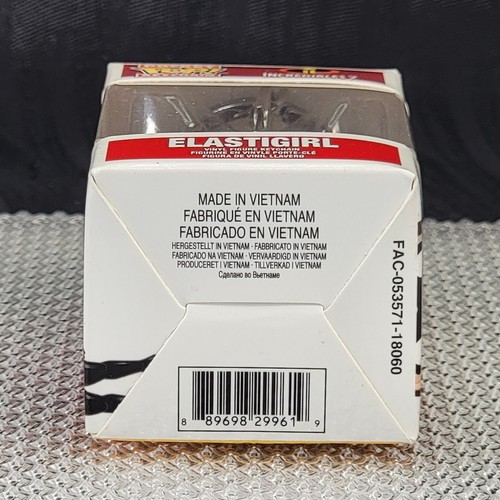 INCREDIBLES 2
ELASTIGIRL
VINYL FIGURE KEYCHAIN
FIGURINE EN VINYLE PORTE-CLÉ
FIGURA DE VINIL LLAVERO
MADE IN VIETNAM
FABRIQUÉ EN VIETNAM
FABRICADO EN VIETNAM
HERGESTELLT IN VIETNAM · FABBRICATO IN VIETNAM
FABRICADO NA VIETNAM · VERVAARDIGD IN VIETNAM
PRODUCERET I VIETNAM · TILLVERKAD I VIETNAM
Сделано во Вьетнаме
FAC-053571-18060
8 89698 29961 9